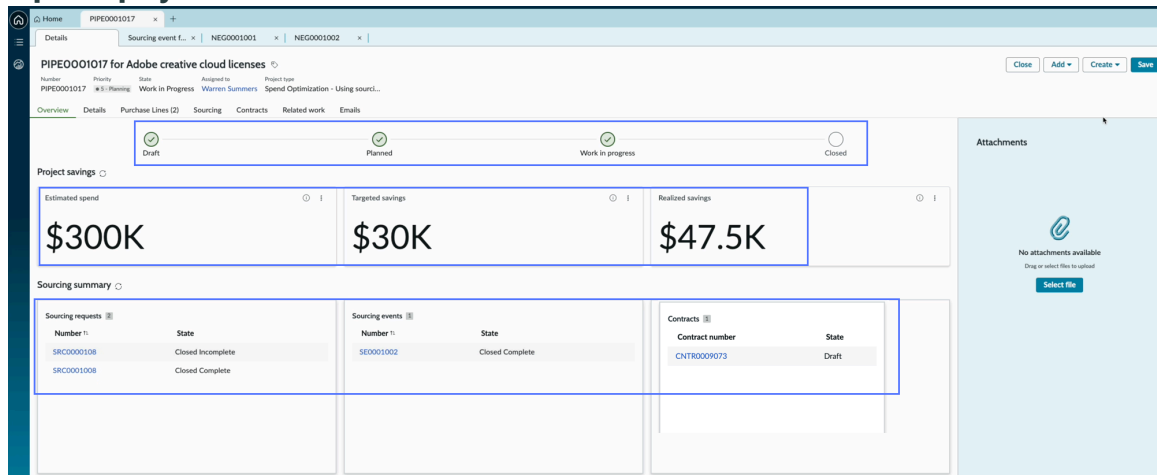 Home PIPE0001017 × +
Details Sourcing event f... × NEG0001001 × NEG0001002 ×
PIPE0001017 for Adobe creative cloud licenses
Close Add Create Save
Number Priority State Assigned to Project type
PIPE0001017 5 - Planning Work in Progress Warren Summers Spend Optimization - Using sourci...
Overview Details Purchase Lines (2) Sourcing Contracts Related work Emails
Draft Planned Work in progress Closed
Attachments
Project savings
Estimated spend Targeted savings Realized savings
$300K $30K $47.5K
No attachments available
Drag or select files to upload
Select file
Sourcing summary
Sourcing requests 2 Sourcing events 1 Contracts
Number State Number State Contract number State
SRC0000108 Closed Incomplete SE0001002 Closed Complete CNTR0009073 Draft
SRC0001008 Closed Complete